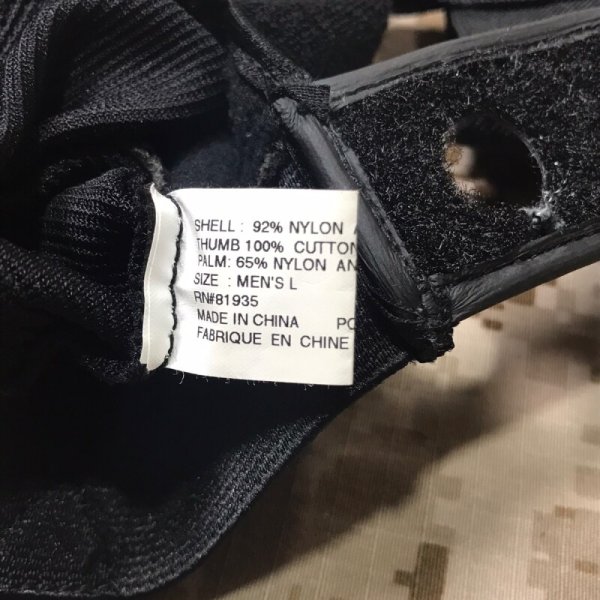 SHELL : 92% NYLON A
THUMB 100% CUTTON
PALM: 65% NYLON AN
SIZE : MEN'S L
RN#81935
MADE IN CHINA PO
FABRIQUE EN CHINE